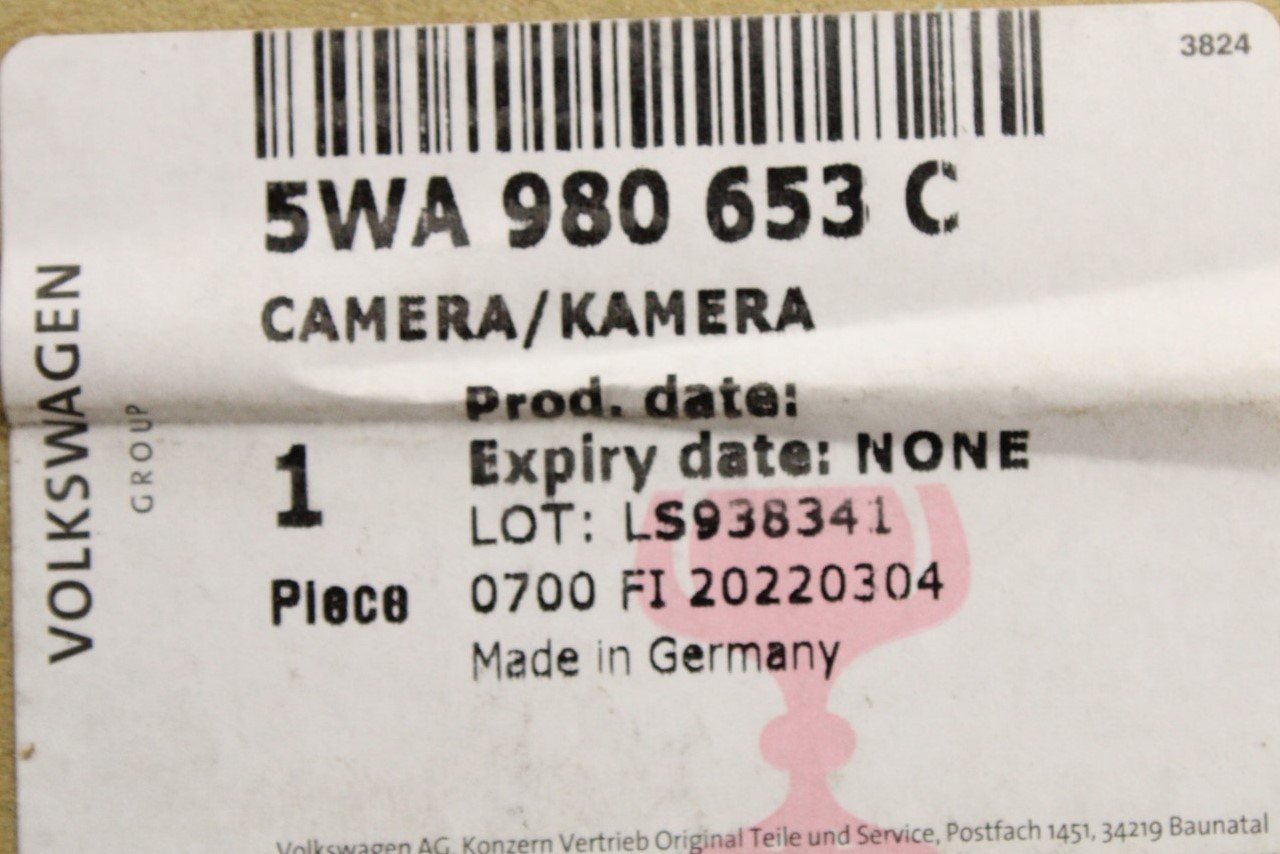 3824
5WA 980 653 C
CAMERA/KAMERA
Prod. date:
Expiry date: NONE
LOT: LS938341
0700 FI 20220304
Made in Germany
1
Piece
VOLKSWAGEN
GROUP
Volkswagen AG, Konzern Vertrieb Original Teile und Service, Postfach 1451, 34219 Baunatal